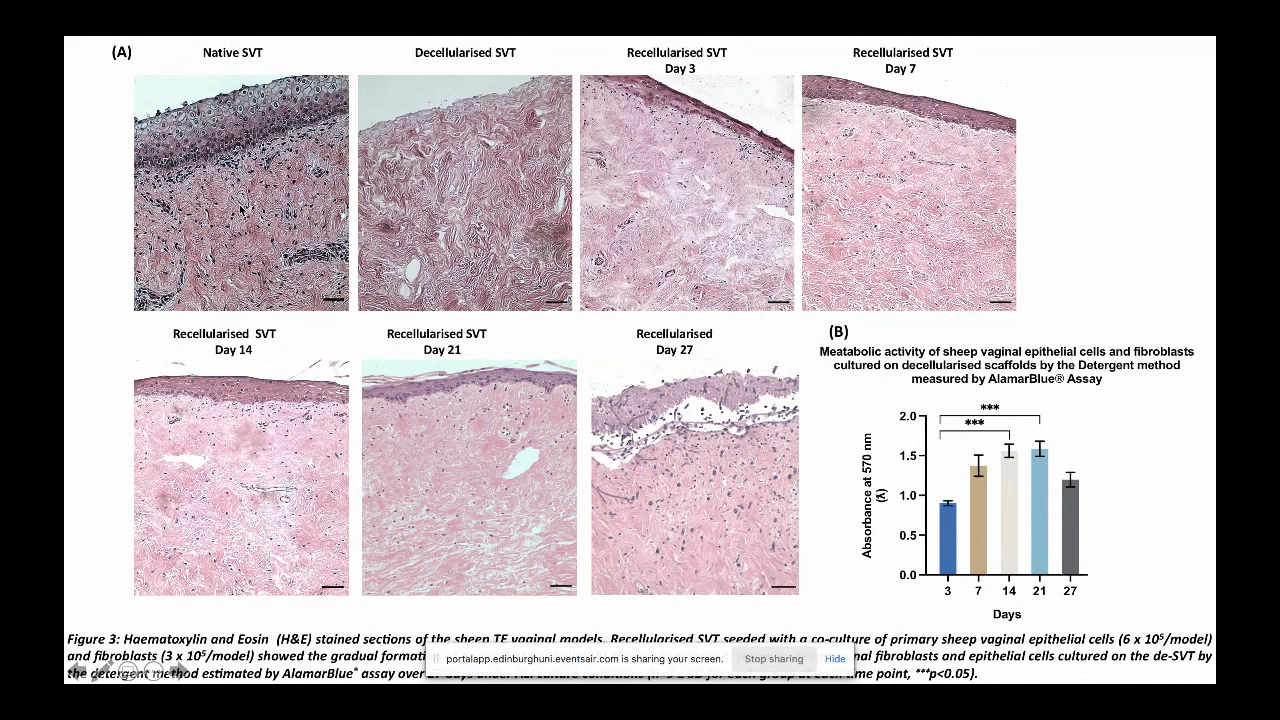 (A)
Native SVT
Decellularised SVT
Recellularised SVT
Day 3
Recellularised SVT
Day 7
Recellularised SVT
Day 14
Recellularised SVT
Day 21
Recellularised
Day 27
(B)
Meatabolic activity of sheep vaginal epithelial cells and fibroblasts
cultured on decellularised scaffolds by the Detergent method
measured by AlamarBlue® Assay
Absorbance at 570 nm
(λ)
2.0
1.5
1.0
0.5
0.0
***
***
3 7 14 21 27
Days
Figure 3: Haematoxylin and Eosin (H&E) stained sections of the sheep TE vaginal models. Recellularised SVT seeded with a co-culture of primary sheep vaginal epithelial cells (6 x 10⁵/model)
and fibroblasts (3 x 10⁵/model) showed the gradual fibroblasts and epithelial cells cultured on the de-SVT by
the detergent method estimated by AlamarBlue® assay over days under culture conditions for each group at each time point, ***p<0.05).
portalapp.edinburghuni.eventsair.com is sharing your screen.
Stop sharing
Hide